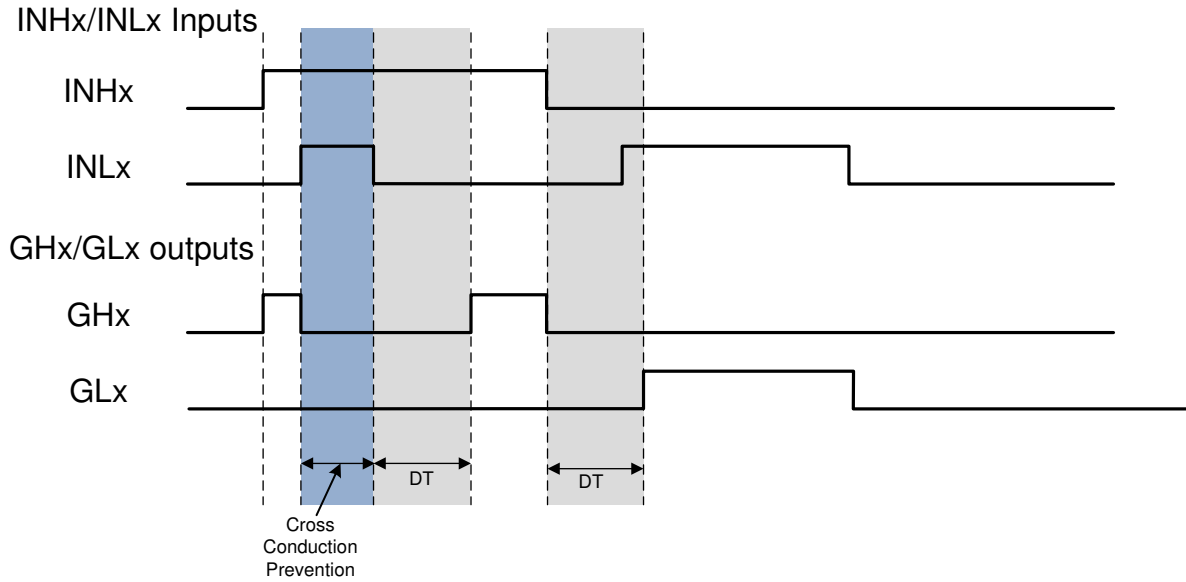 INHx/INLx Inputs
INHx
INLx
GHx/GLx outputs
GHx
GLx
DT
DT
Cross
Conduction
Prevention